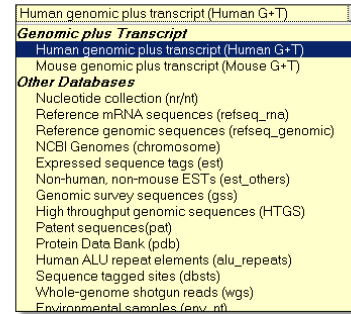 Human genomic plus transcript (Human G+T)
Genomic plus Transcript
Human genomic plus transcript (Human G+T)
Mouse genomic plus transcript (Mouse G+T)
Other Databases
Nucleotide collection (nr/nt)
Reference mRNA sequences (refseq_rna)
Reference genomic sequences (refseq_genomic)
NCBI Genomes (chromosome)
Expressed sequence tags (est)
Non-human, non-mouse ESTs (est_others)
Genomic survey sequences (gss)
High throughput genomic sequences (HTGS)
Patent sequences(pat)
Protein Data Bank (pdb)
Human ALU repeat elements (alu_repeats)
Sequence tagged sites (dbsts)
Whole-genome shotgun reads (wgs)
Environmental samples (env_nt)